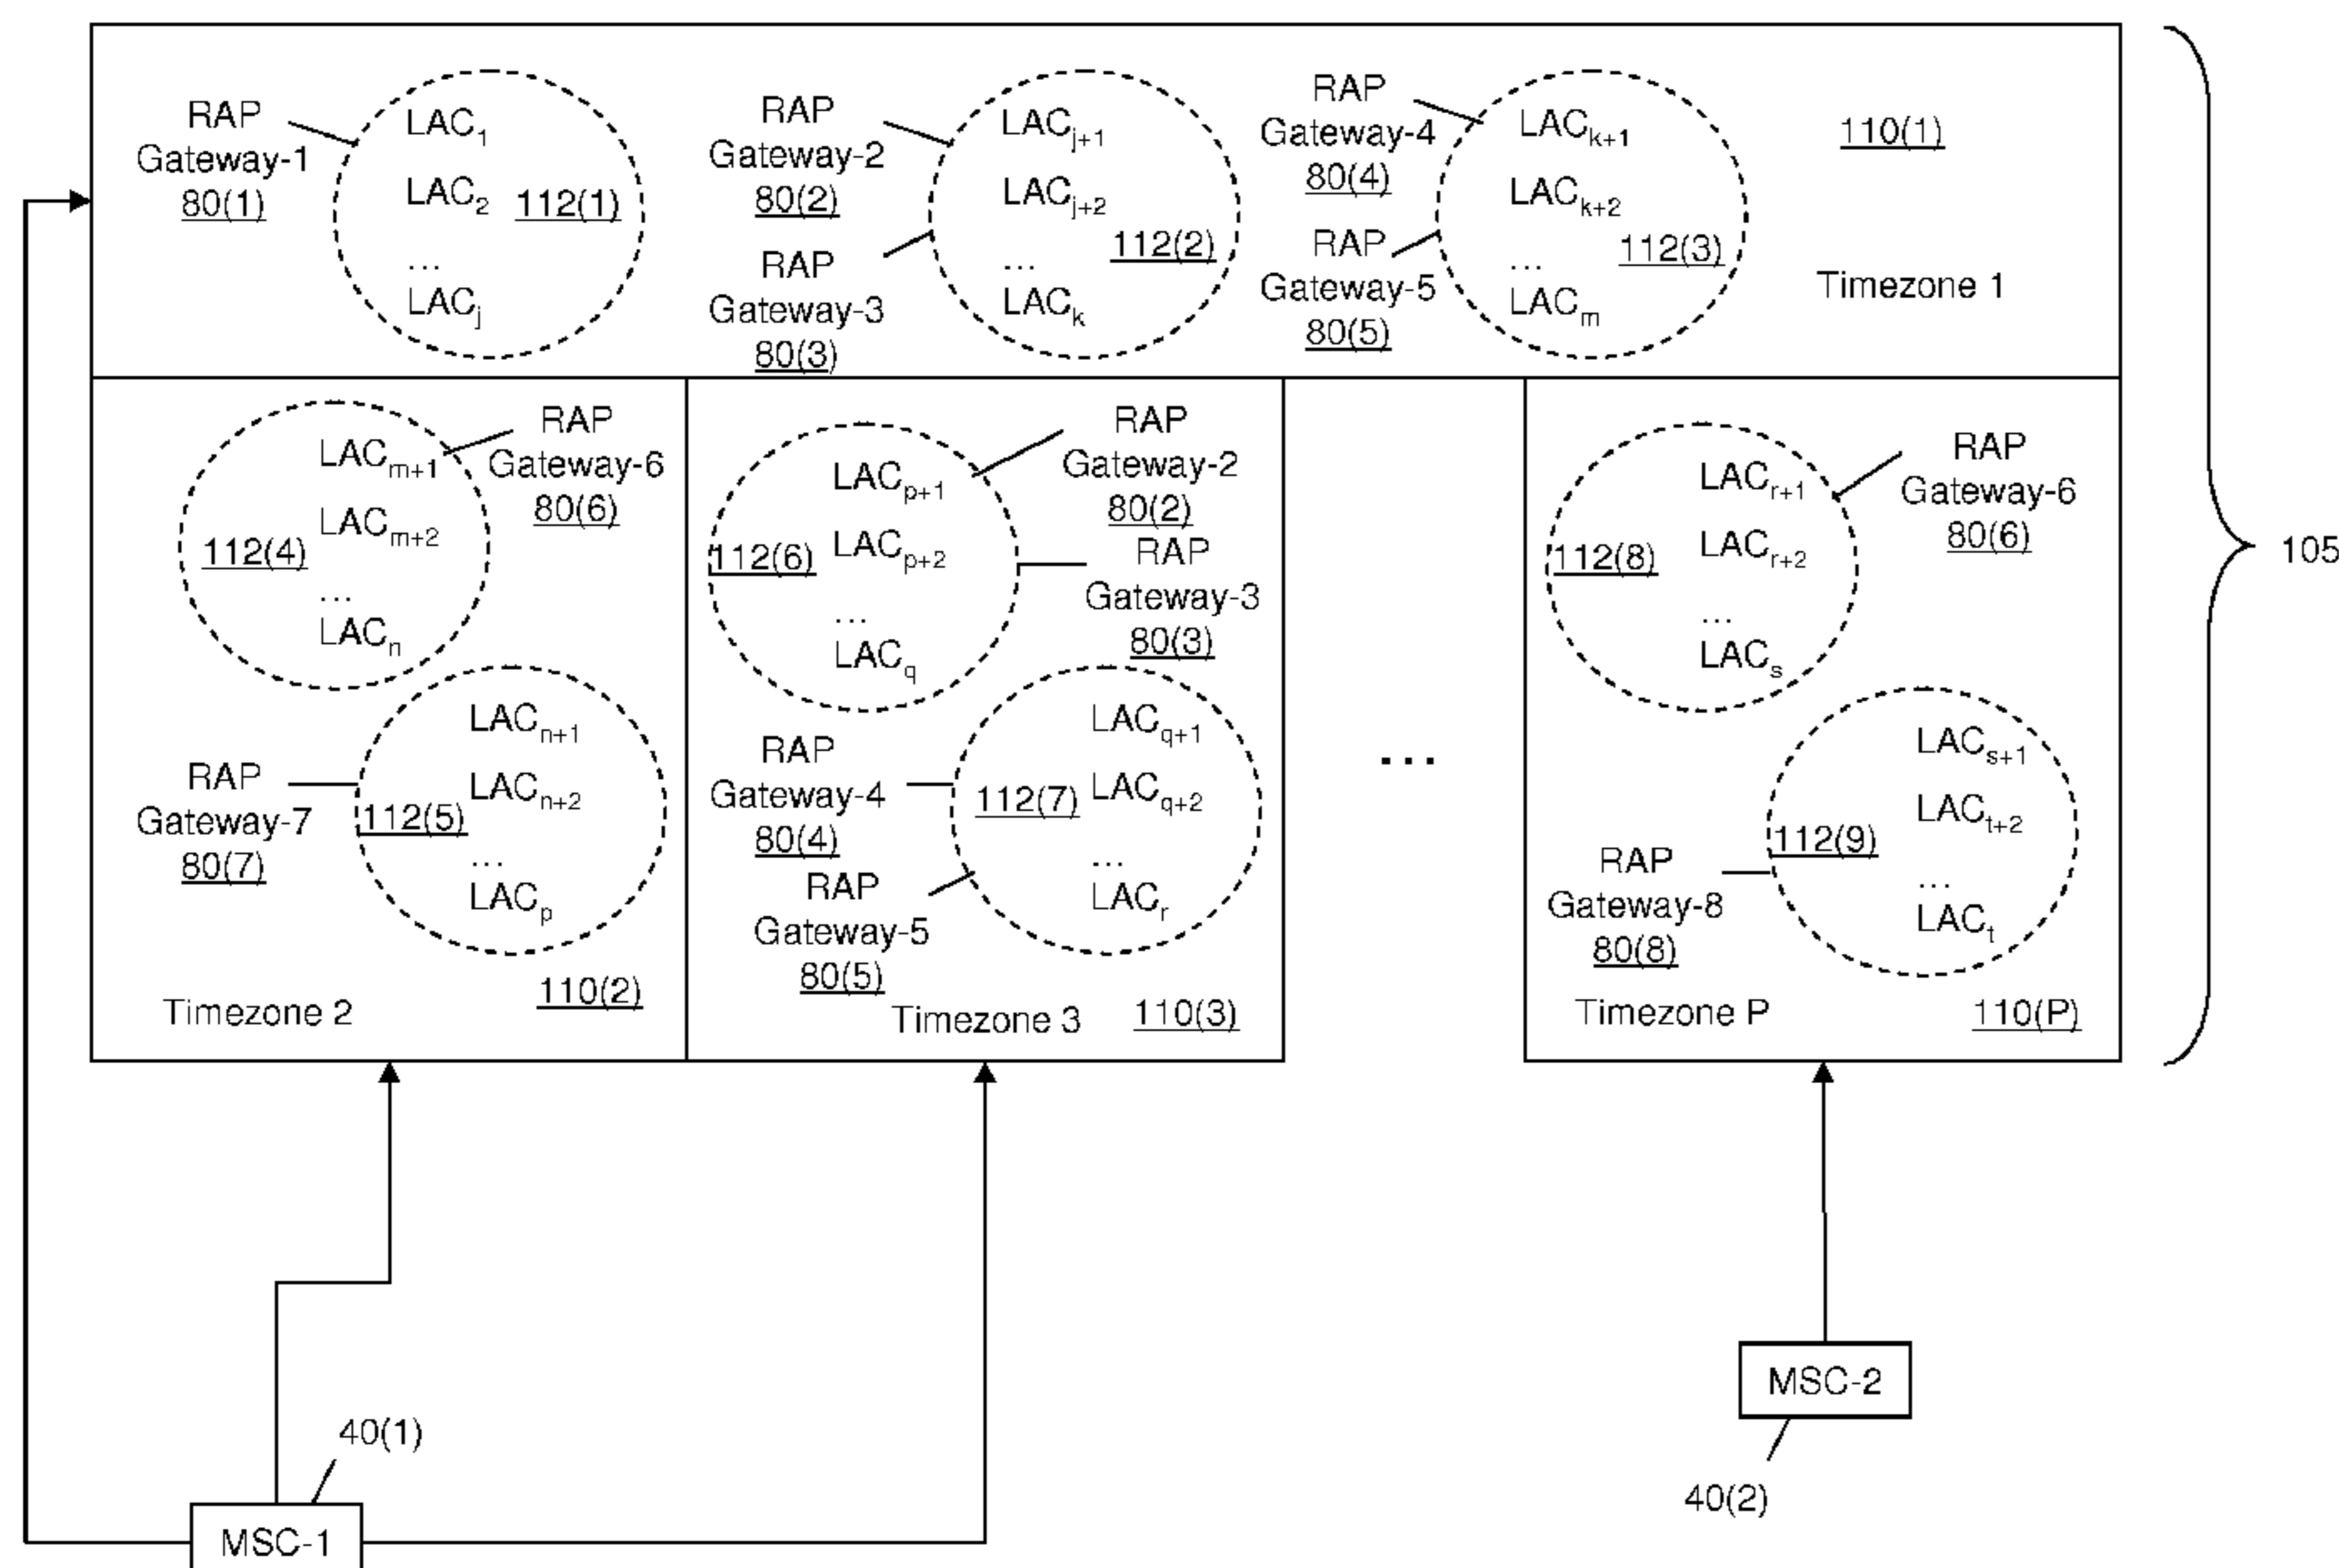 RAP
Gateway-1
80(1)
LAC1
LAC2
112(1)
...
LACj
RAP
Gateway-2
80(2)
RAP
Gateway-3
80(3)
LACj+1
LACj+2
112(2)
...
LACk
RAP
Gateway-4
80(4)
RAP
Gateway-5
80(5)
LACk+1
LACk+2
112(3)
...
LACm
110(1)
Timezone 1
LACm+1
LACm+2
112(4)
...
LACn
RAP
Gateway-6
80(6)
RAP
Gateway-7
80(7)
LACn+1
LACn+2
112(5)
...
LACp
Timezone 2
110(2)
LACp+1
112(6)
LACp+2
...
LACq
RAP
Gateway-2
80(2)
RAP
Gateway-3
80(3)
RAP
Gateway-4
80(4)
RAP
Gateway-5
80(5)
LACq+1
112(7)
LACq+2
...
LACr
Timezone 3
110(3)
...
LACr+1
112(8)
LACr+2
...
LACs
RAP
Gateway-6
80(6)
RAP
Gateway-8
80(8)
LACs+1
LACt+2
112(9)
...
LACt
Timezone P
110(P)
105
40(1)
MSC-1
MSC-2
40(2)